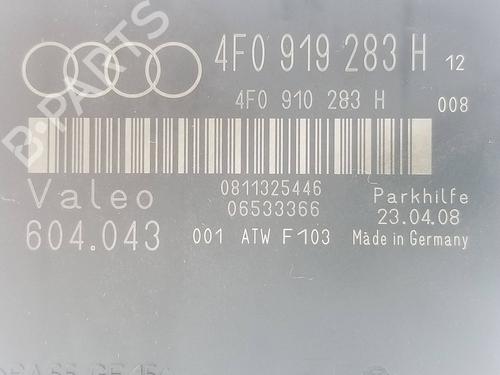 4F0 919 283 H 12
4F0 910 283 H 008
B-PARTS
Valeo 0811325446 Parkhilfe
06533366 23.04.08
604.043 001 ATW F103 Made in Germany